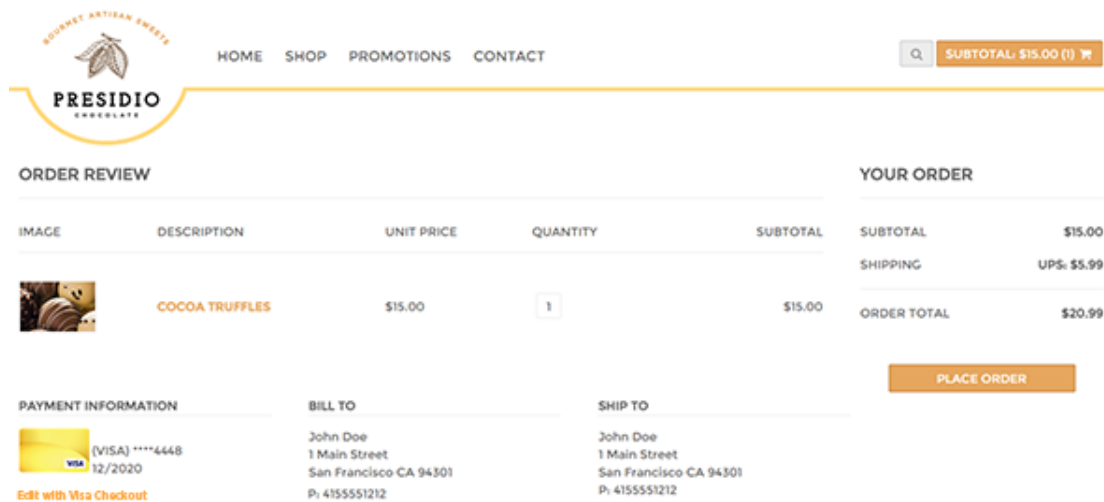 GOURMET ARTISAN SWEETS
PRESIDIO
CHOCOLATE
HOME SHOP PROMOTIONS CONTACT
SUBTOTAL: $15.00 (1)
ORDER REVIEW
IMAGE DESCRIPTION UNIT PRICE QUANTITY SUBTOTAL
COCOA TRUFFLES $15.00 1 $15.00
YOUR ORDER
SUBTOTAL $15.00
SHIPPING UPS: $5.99
ORDER TOTAL $20.99
PLACE ORDER
PAYMENT INFORMATION
VISA
(VISA) ****4448
12/2020
Edit with Visa Checkout
BILL TO
John Doe
1 Main Street
San Francisco CA 94301
P: 4155551212
SHIP TO
John Doe
1 Main Street
San Francisco CA 94301
P: 4155551212